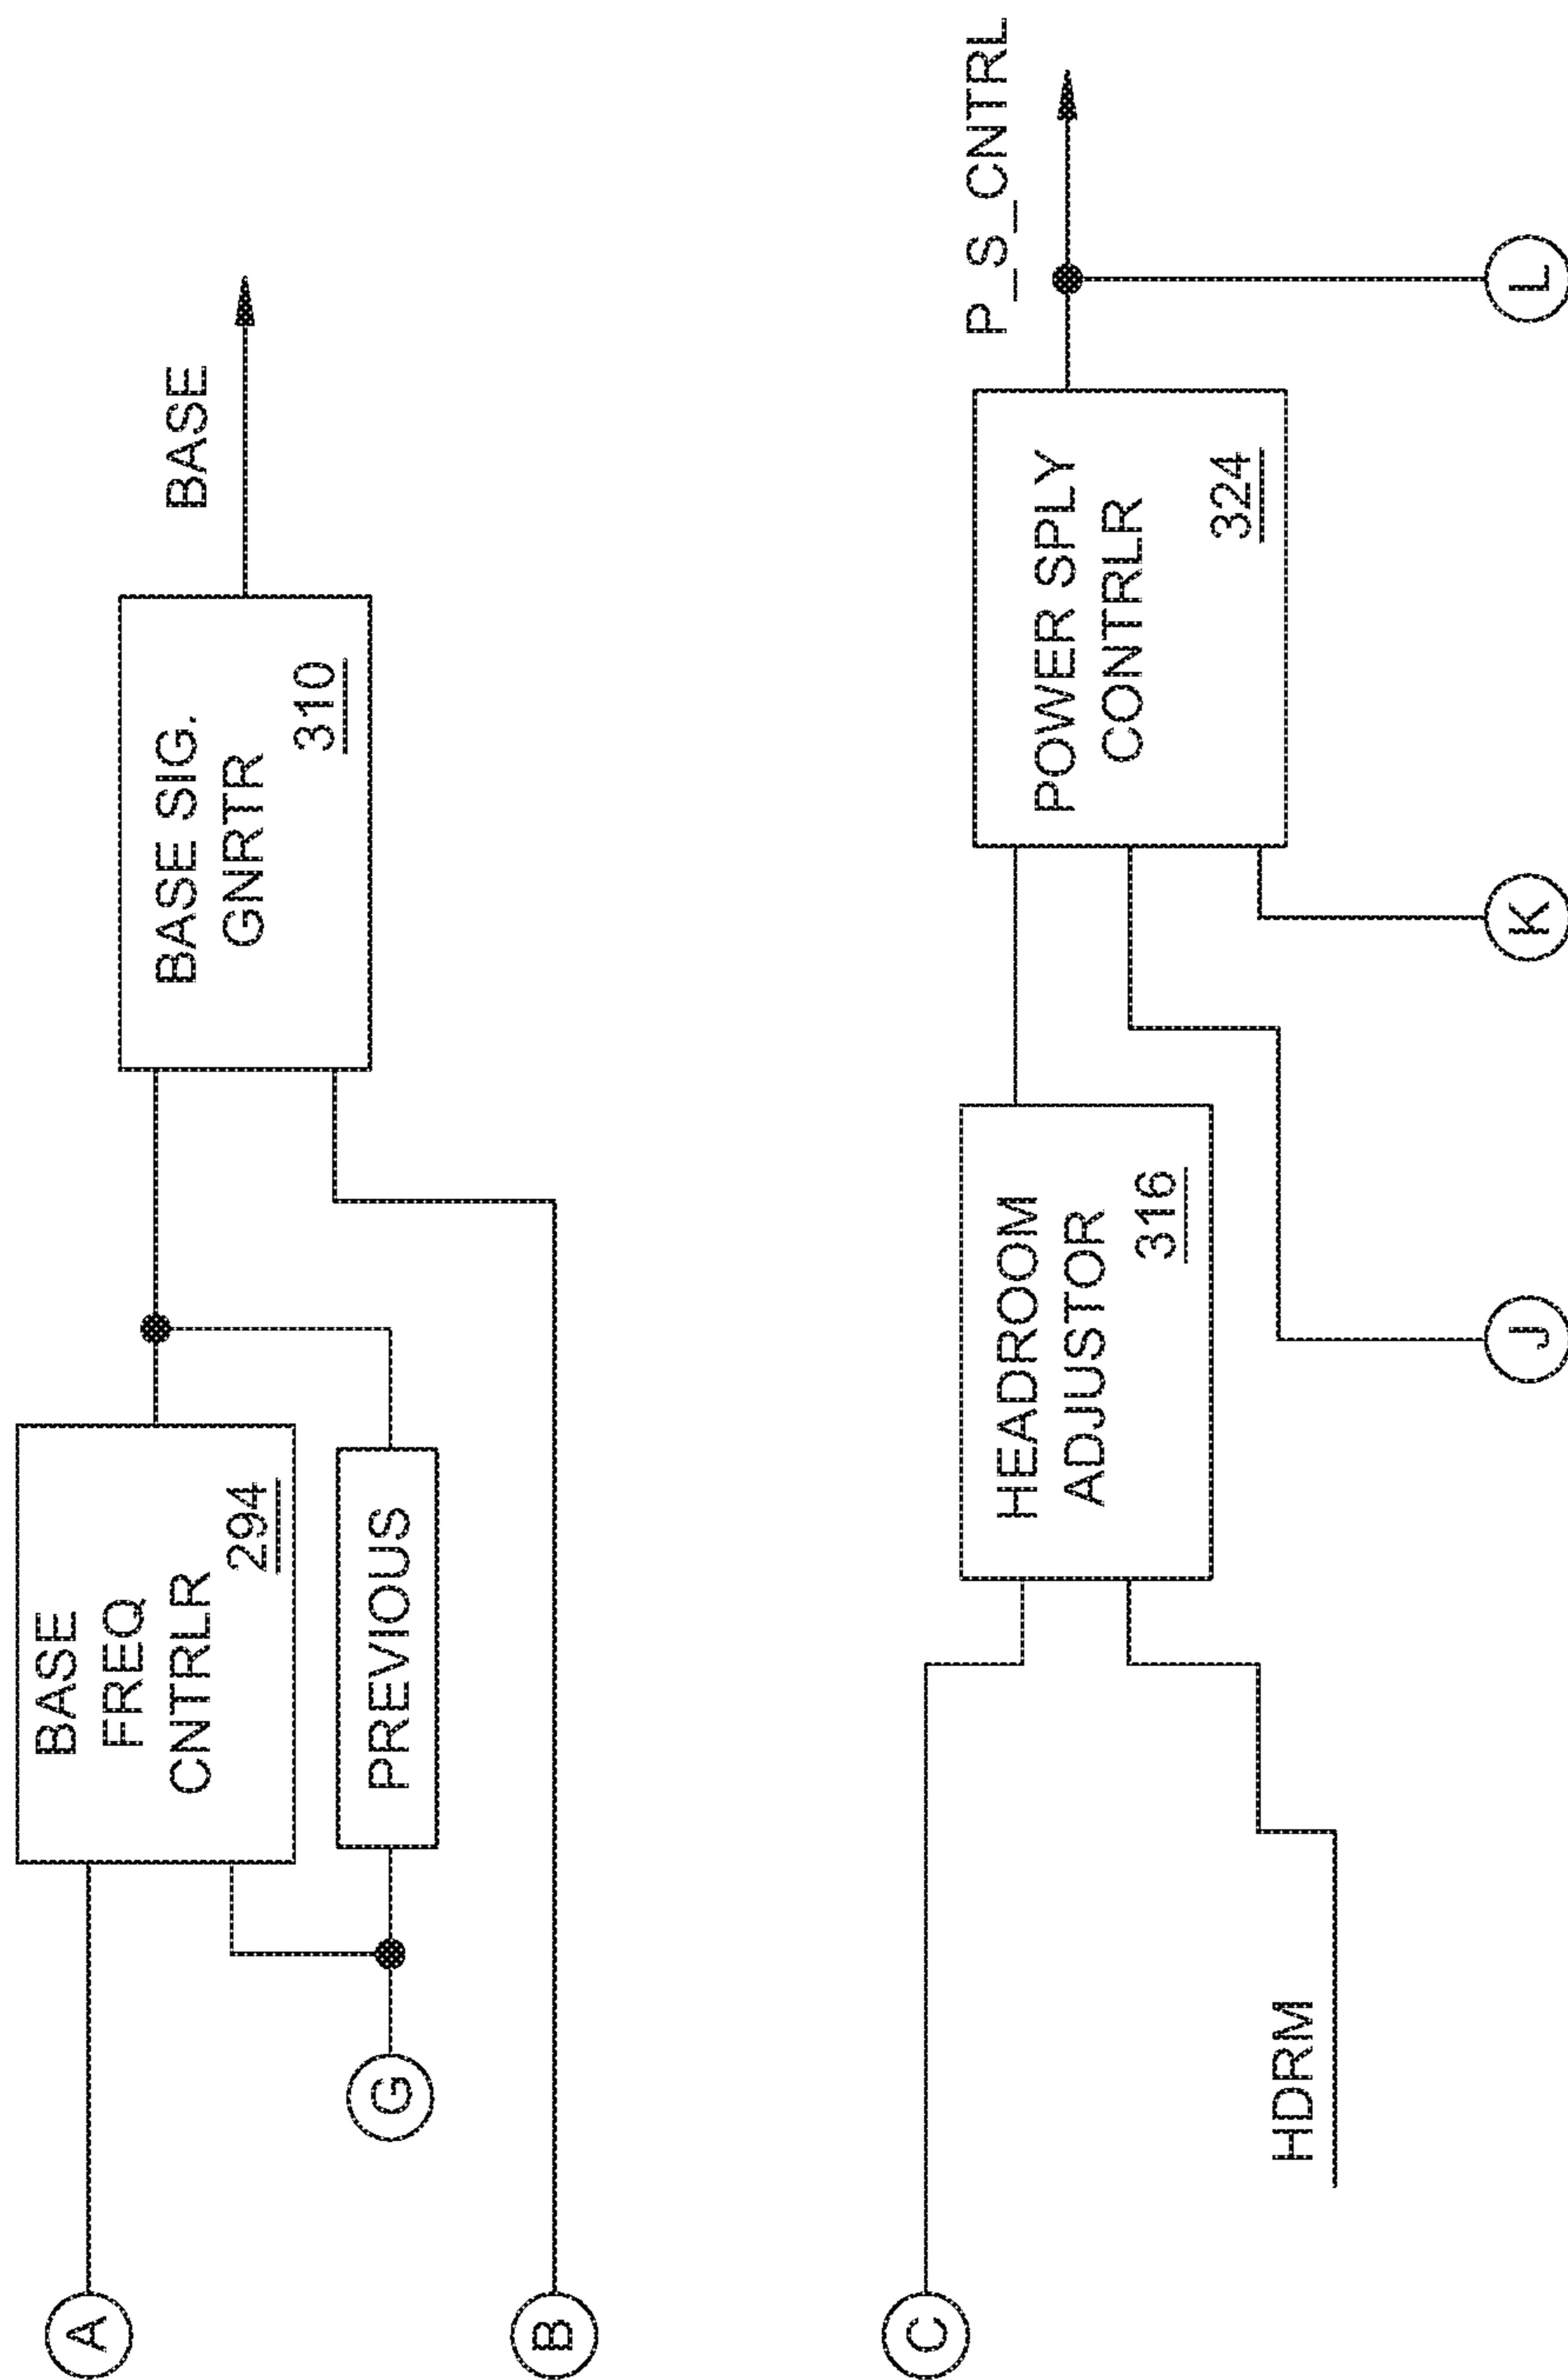 A
BASE
FREQ
CNTRLR
294
BASE SIG.
GNRTR
310
BASE
PREVIOUS
G
B
C
HEADROOM
ADJUSTOR
316
POWER SPLY
CONTRLR
324
P_S_CNTRL
HDRM
J
K
L